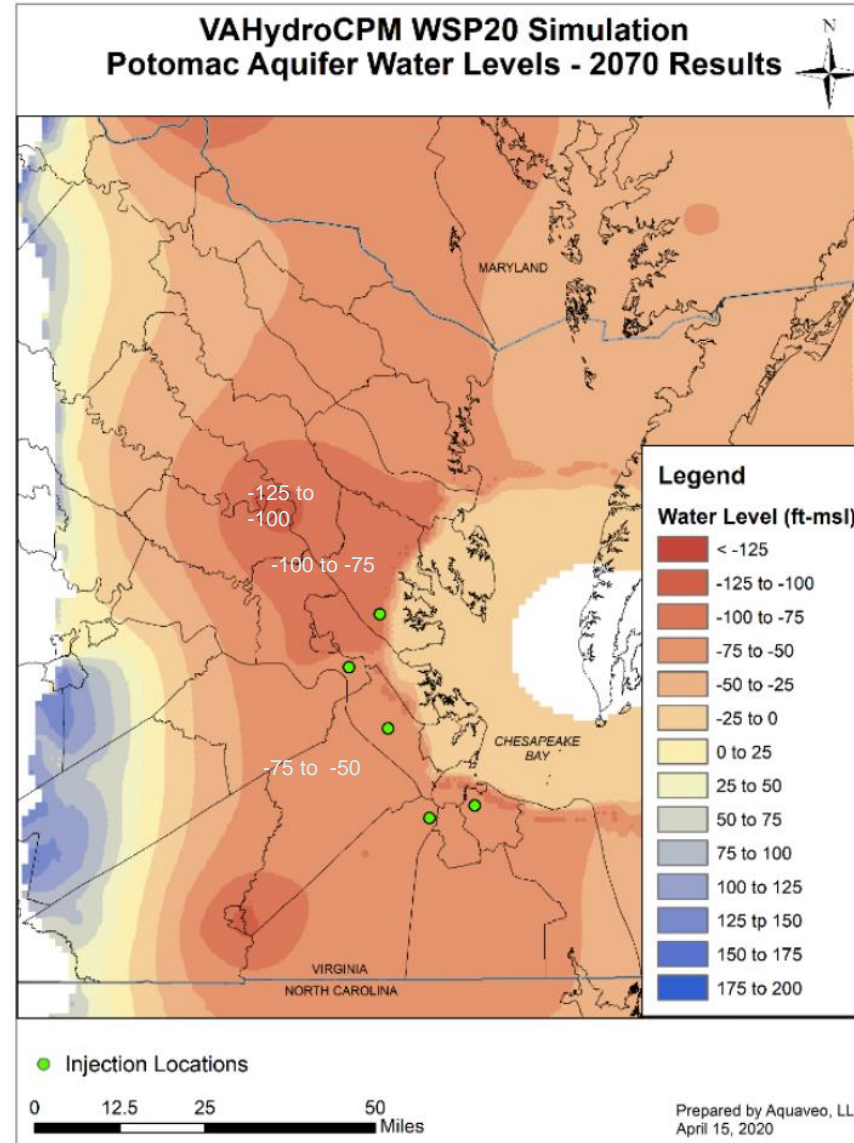 VAHydroCPM WSP20 Simulation
Potomac Aquifer Water Levels - 2070 Results
N
MARYLAND
-125 to
-100
-100 to -75
CHESAPEAKE
BAY
-75 to -50
VIRGINIA
NORTH CAROLINA
Legend
Water Level (ft-msl)
< -125
-125 to -100
-100 to -75
-75 to -50
-50 to -25
-25 to 0
0 to 25
25 to 50
50 to 75
75 to 100
100 to 125
125 tp 150
150 to 175
175 to 200
Injection Locations
0 12.5 25 50
Miles
Prepared by Aquaveo, LL
April 15, 2020